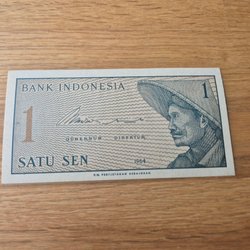 BANK INDONESIA
1
1
GUBERNUR DIREKTUR
SATU SEN
1964